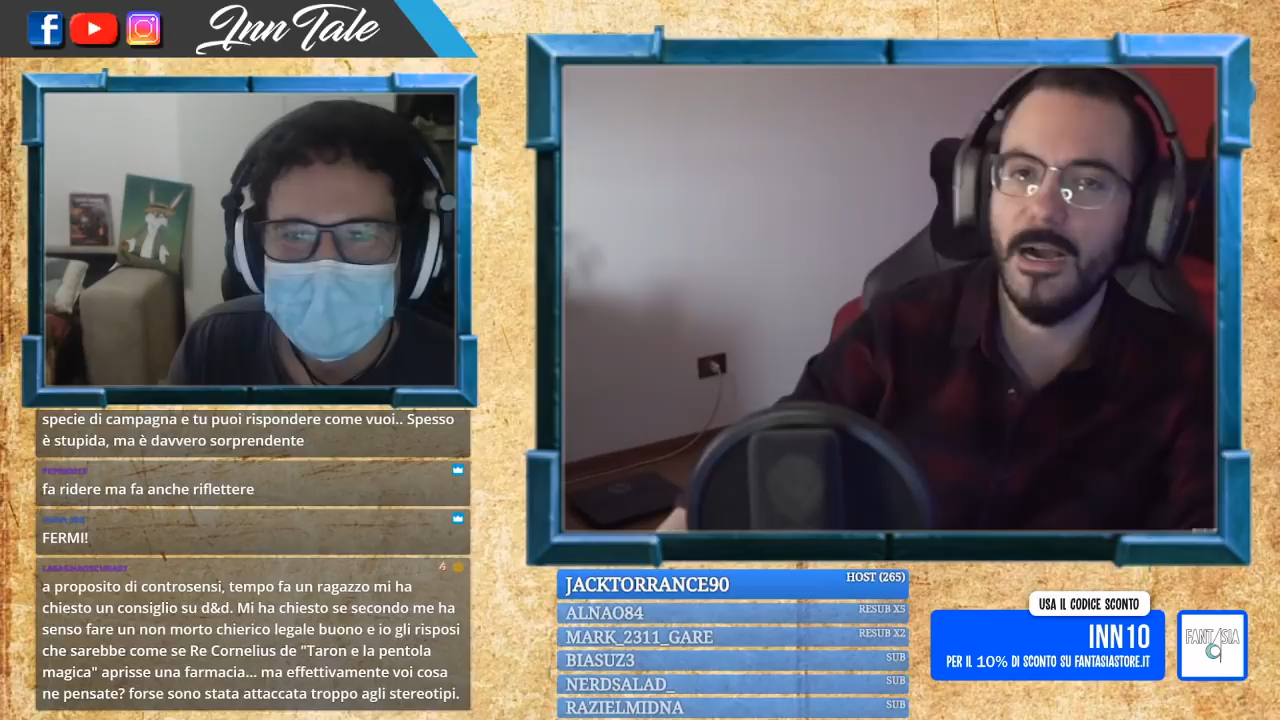 Inn Tale
specie di campagna e tu puoi rispondere come vuoi.. Spesso
è stupida, ma è davvero sorprendente
fa ridere ma fa anche riflettere
FERMI!
a proposito di controsensi, tempo fa un ragazzo mi ha
chiesto un consiglio su d&d. Mi ha chiesto se secondo me ha
senso fare un non morto chierico legale buono e io gli risposi
che sarebbe come se Re Cornelius de "Taron e la pentola
magica" aprisse una farmacia... ma effettivamente voi cosa
ne pensate? forse sono stata attaccata troppo agli stereotipi.
JACKTORRANCE90 HOST (265)
ALNAO84 RESUB X5
MARK_2311_GARE RESUB X2
BIASUZ3 SUB
NERDSALAD_ SUB
RAZIELMIDNA SUB
USA IL CODICE SCONTO
INN10
PER IL 10% DI SCONTO SU FANTASIASTORE.IT
FANTASIA